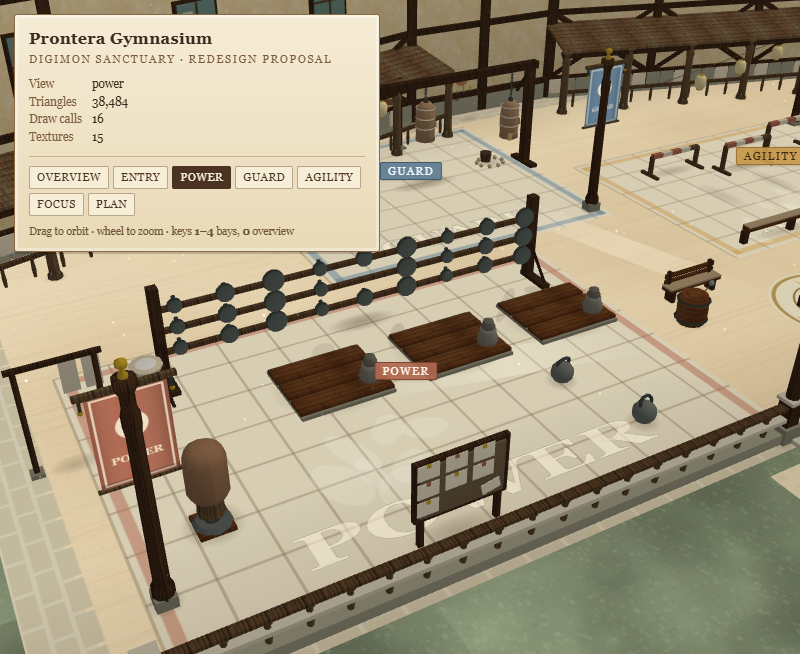 Prontera Gymnasium
DIGIMON SANCTUARY · REDESIGN PROPOSAL
View power
Triangles 38,484
Draw calls 16
Textures 15
OVERVIEW ENTRY POWER GUARD AGILITY
FOCUS PLAN
Drag to orbit · wheel to zoom · keys 1–4 bays, 0 overview
GUARD
AGILITY
POWER
POWER
POWER